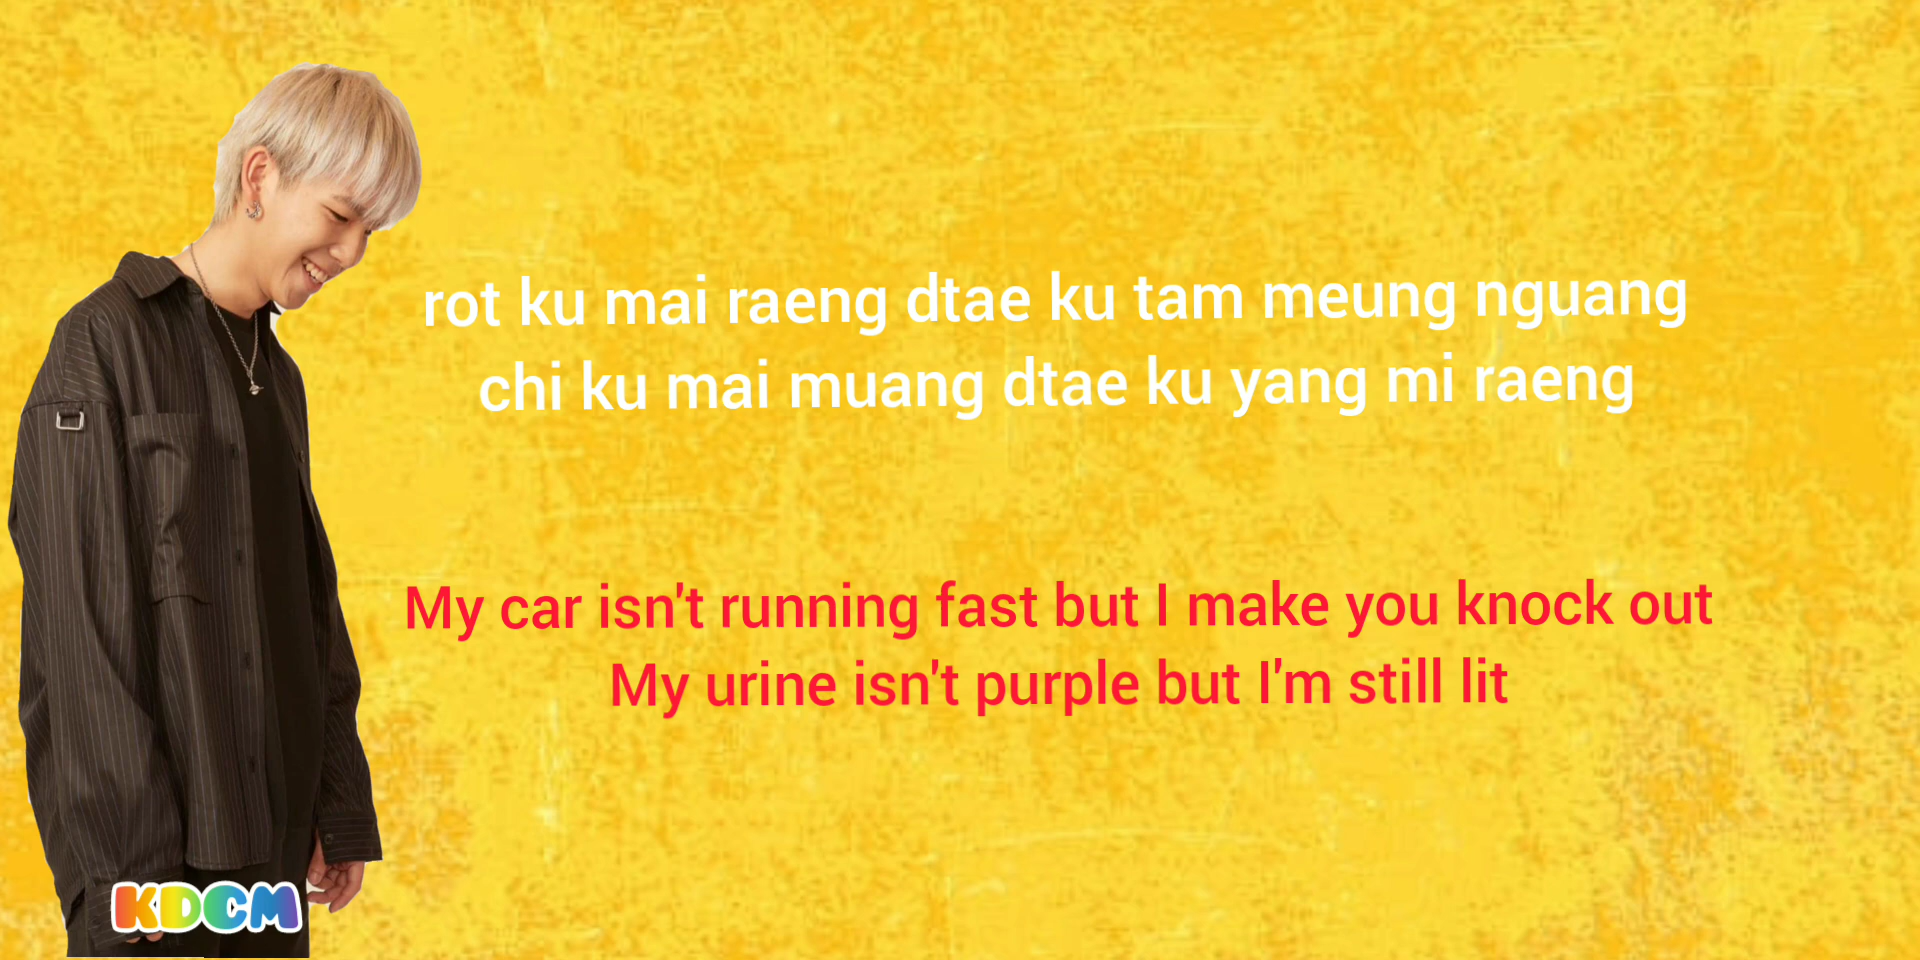 rot ku mai raeng dtae ku tam meung nguang
chi ku mai muang dtae ku yang mi raeng
My car isn't running fast but I make you knock out
My urine isn't purple but I'm still lit
KDCM